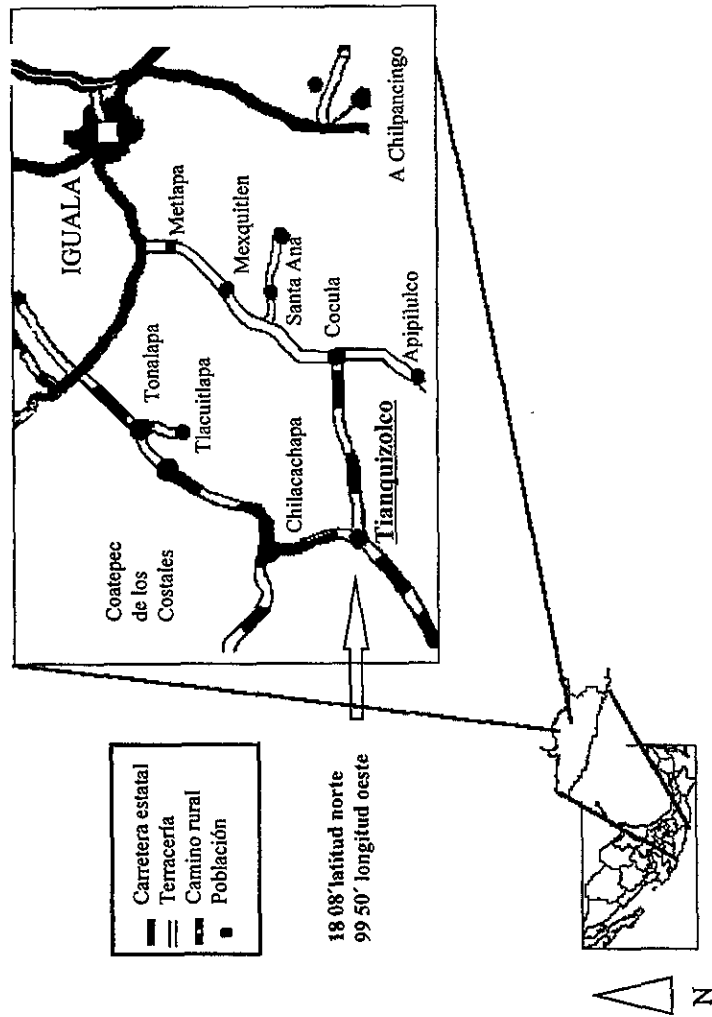 IGUALA
Metlapa
Mexquitlen
Santa Ana
Cocula
Apipilulco
A Chilpancingo
Tonalapa
Tlacuitlapa
Chilacachapa
Tianquizolco
Coatepec
de los
Costales
Carretera estatal
Terracería
Camino rural
Población
18 08´latitud norte
99 50´ longitud oeste
N